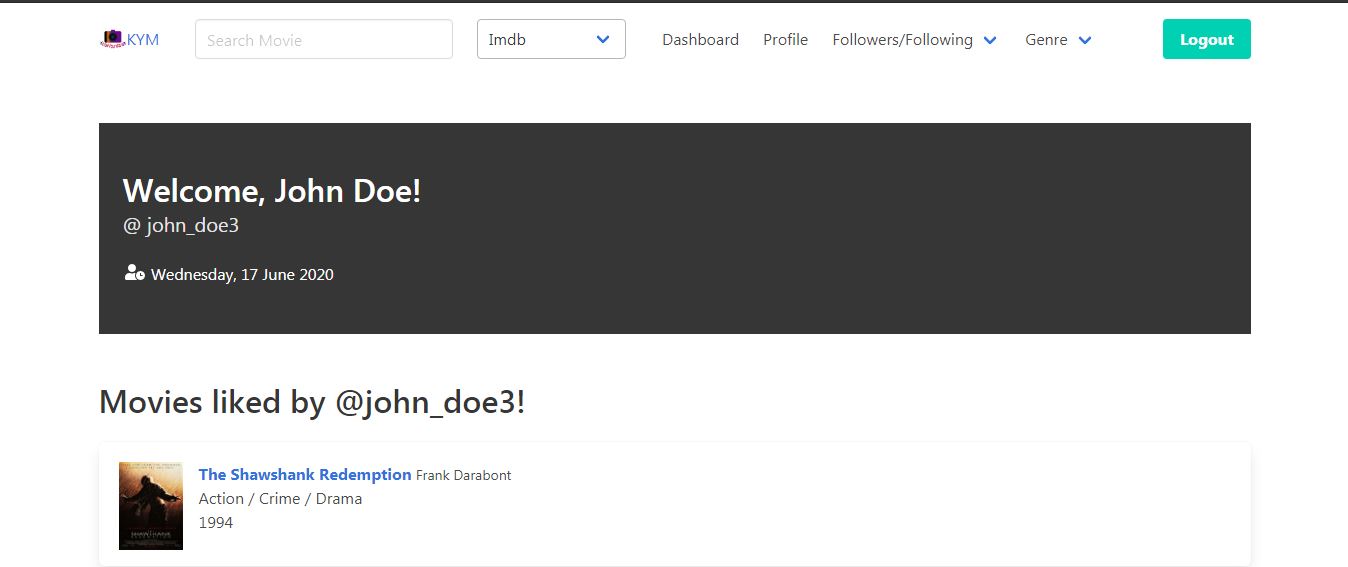 KYM
Search Movie
Imdb
Dashboard
Profile
Followers/Following
Genre
Logout
Welcome, John Doe!
@ john_doe3
Wednesday, 17 June 2020
Movies liked by @john_doe3!
The Shawshank Redemption Frank Darabont
Action / Crime / Drama
1994